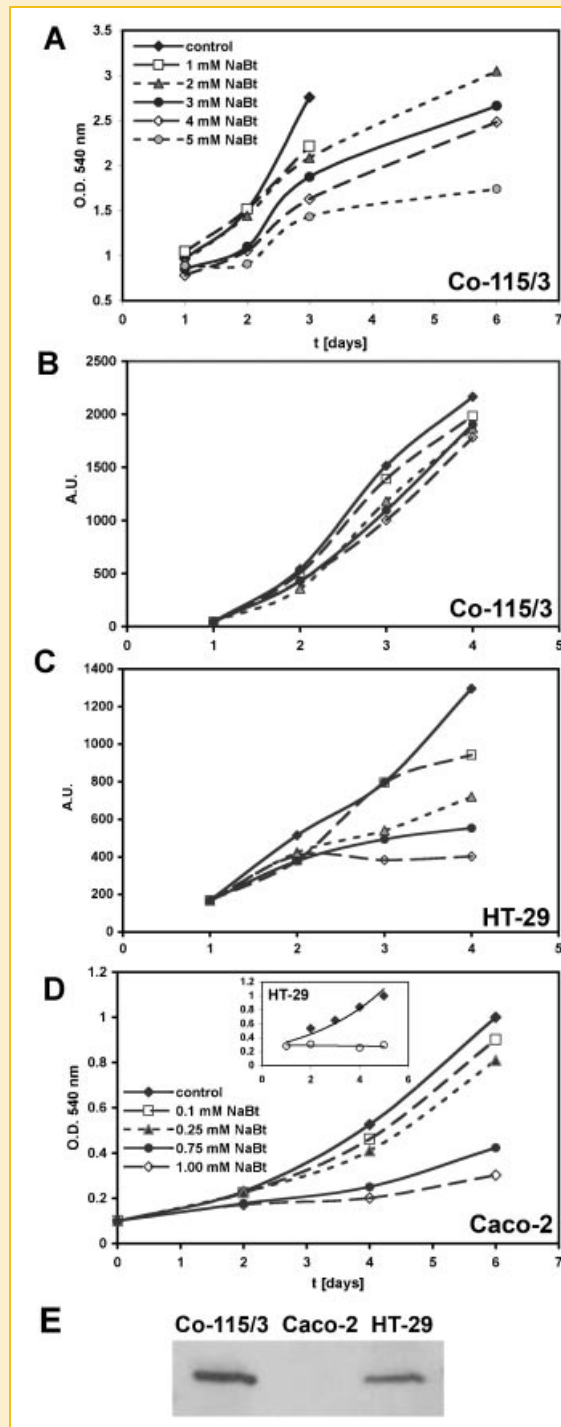 A
3.5
3
2.5
2
1.5
1
0.5
O.D. 540 nm
control
1 mM NaBt
2 mM NaBt
3 mM NaBt
4 mM NaBt
5 mM NaBt
Co-115/3
0 1 2 3 4 5 6 7
t [days]
B
2500
2000
1500
1000
500
0
A.U.
Co-115/3
0 1 2 3 4 5
C
1400
1200
1000
800
600
400
200
0
A.U.
HT-29
0 1 2 3 4 5
D
1.2
1
0.8
0.6
0.4
0.2
0
O.D. 540 nm
HT-29
1.2
1
0.8
0.6
0.4
0.2
0 2 4 6
control
0.1 mM NaBt
0.25 mM NaBt
0.75 mM NaBt
1.00 mM NaBt
Caco-2
0 1 2 3 4 5 6 7
t [days]
E
Co-115/3 Caco-2 HT-29